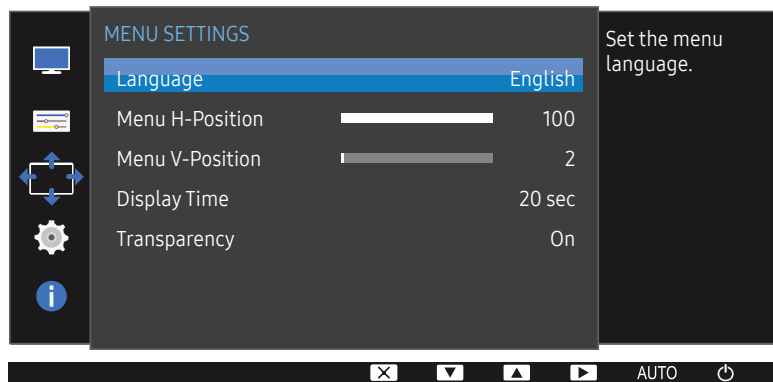 MENU SETTINGS
Language English
Menu H-Position 100
Menu V-Position 2
Display Time 20 sec
Transparency On
Set the menu
language.
AUTO